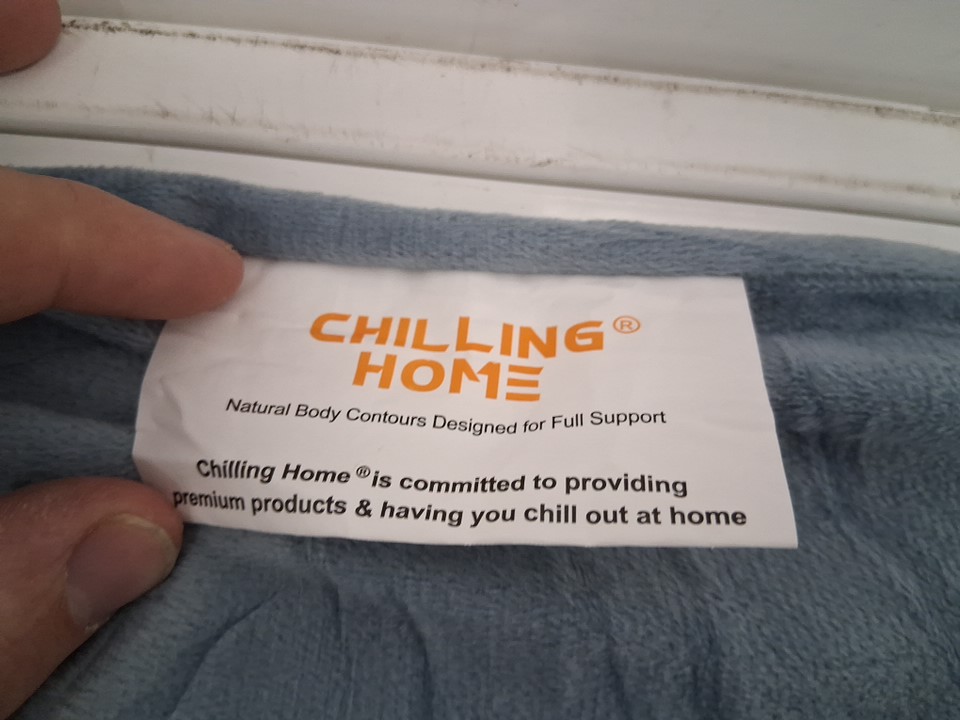 CHILLING®
HOME
Natural Body Contours Designed for Full Support
Chilling Home® is committed to providing
premium products & having you chill out at home